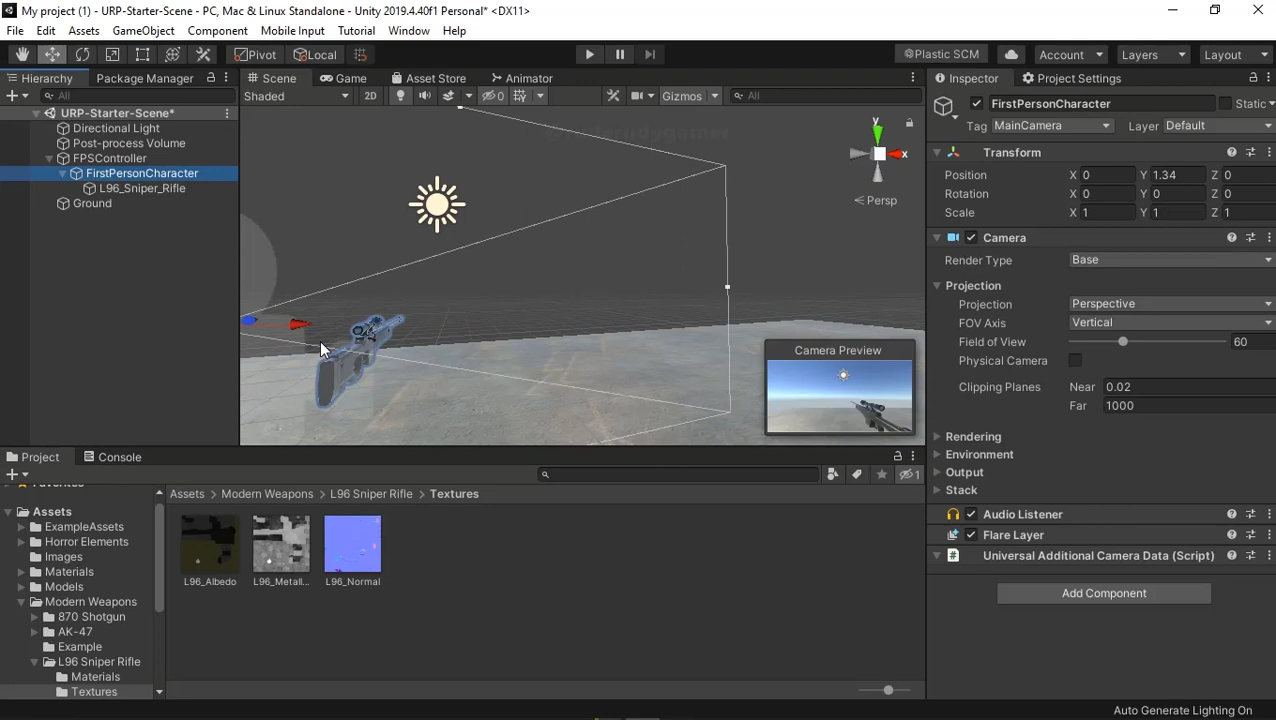 My project (1) - URP-Starter-Scene - PC, Mac & Linux Standalone - Unity 2019.4.40f1 Personal* <DX11>
File Edit Assets GameObject Component Mobile Input Tutorial Window Help
Pivot Local Plastic SCM Account Layers Layout
Hierarchy Package Manager
All
URP-Starter-Scene*
Directional Light
Post-process Volume
FPSController
FirstPersonCharacter
L96_Sniper_Rifle
Ground
Scene Game Asset Store Animator
Shaded 2D 0 Gizmos All
y
x
Persp
Camera Preview
Inspector Project Settings
FirstPersonCharacter Static
Tag MainCamera Layer Default
Transform
Position X 0 Y 1.34 Z 0
Rotation X 0 Y 0 Z 0
Scale X 1 Y 1 Z 1
Camera
Render Type Base
Projection
Projection Perspective
FOV Axis Vertical
Field of View 60
Physical Camera
Clipping Planes Near 0.02
Far 1000
Rendering
Environment
Output
Stack
Audio Listener
Flare Layer
# Universal Additional Camera Data (Script)
Add Component
Project Console
1
Favorites
Assets
ExampleAssets
Horror Elements
Images
Materials
Models
Modern Weapons
870 Shotgun
AK-47
Example
L96 Sniper Rifle
Materials
Textures
Assets Modern Weapons L96 Sniper Rifle Textures
L96_Albedo L96_Metall... L96_Normal
Auto Generate Lighting On